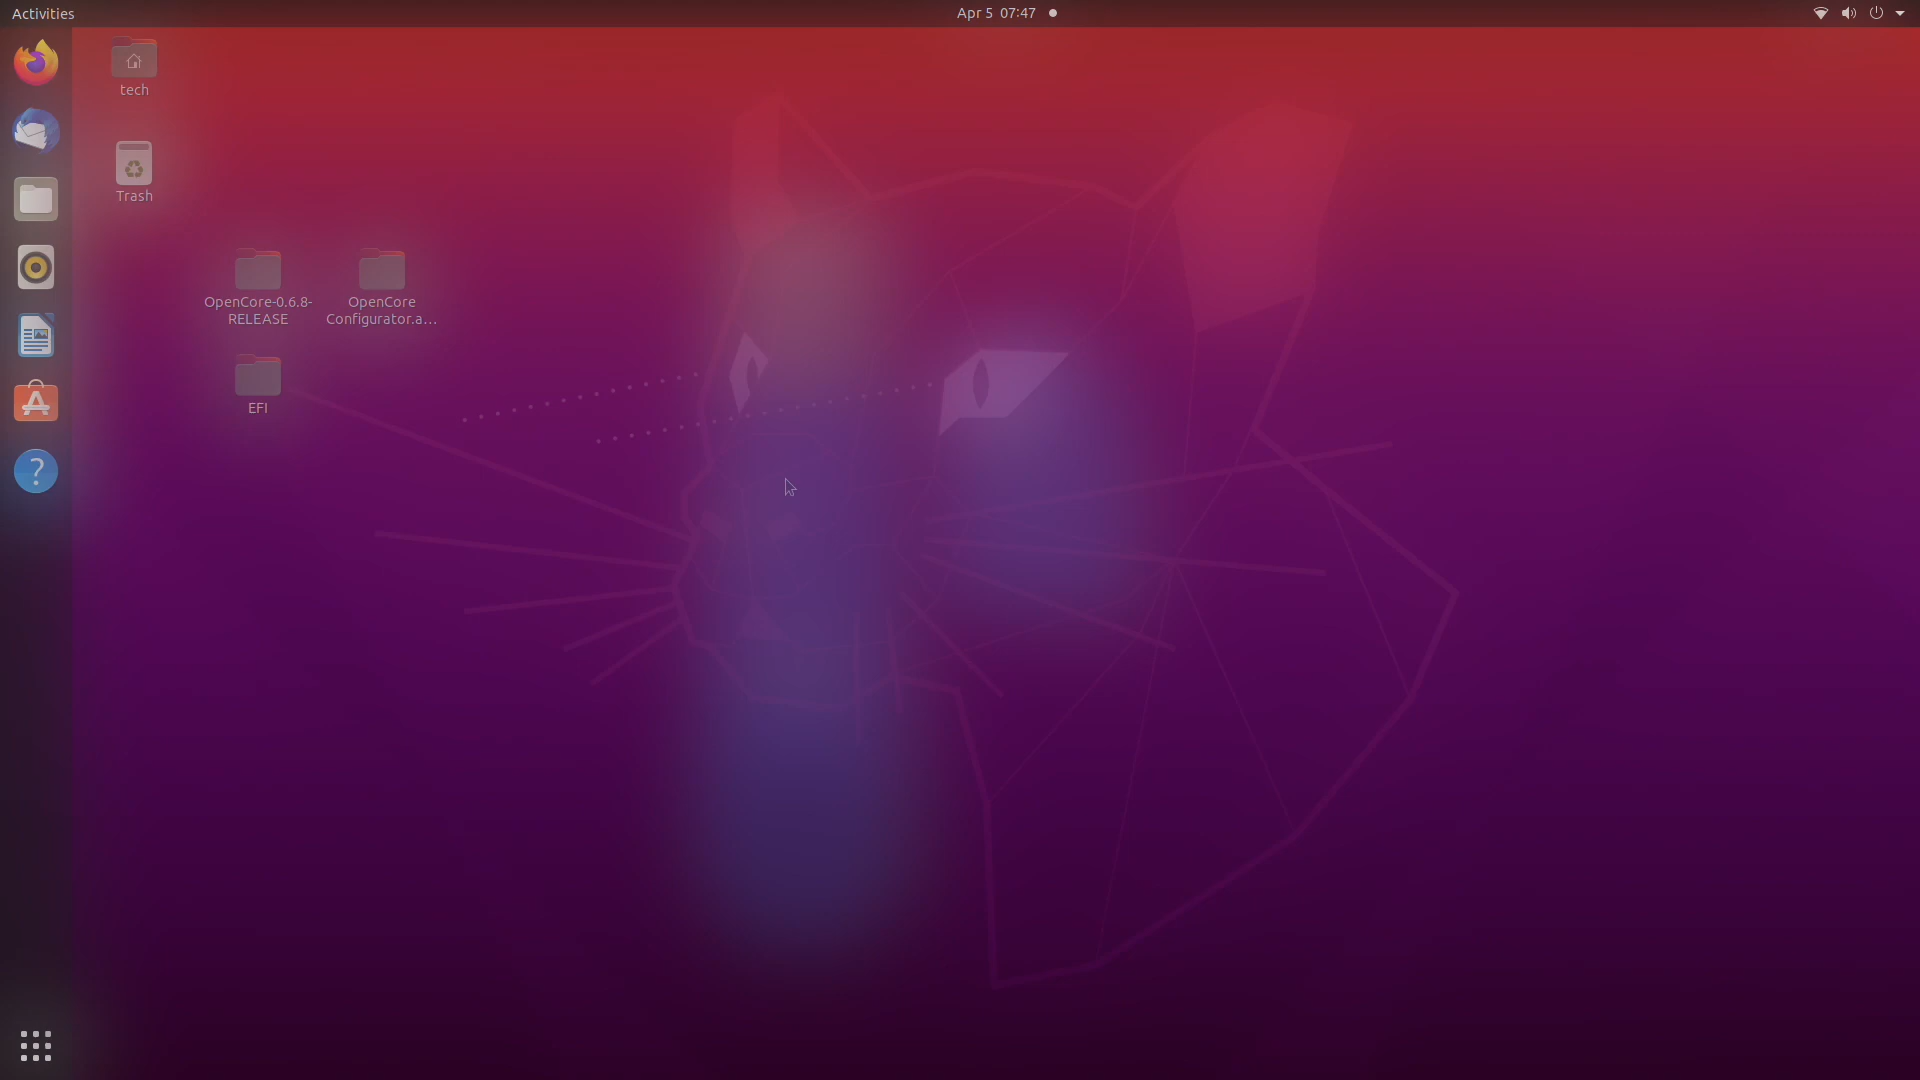 Activities
Apr 5 07:47
tech
Trash
OpenCore-0.6.8-
RELEASE
OpenCore
Configurator.a...
EFI